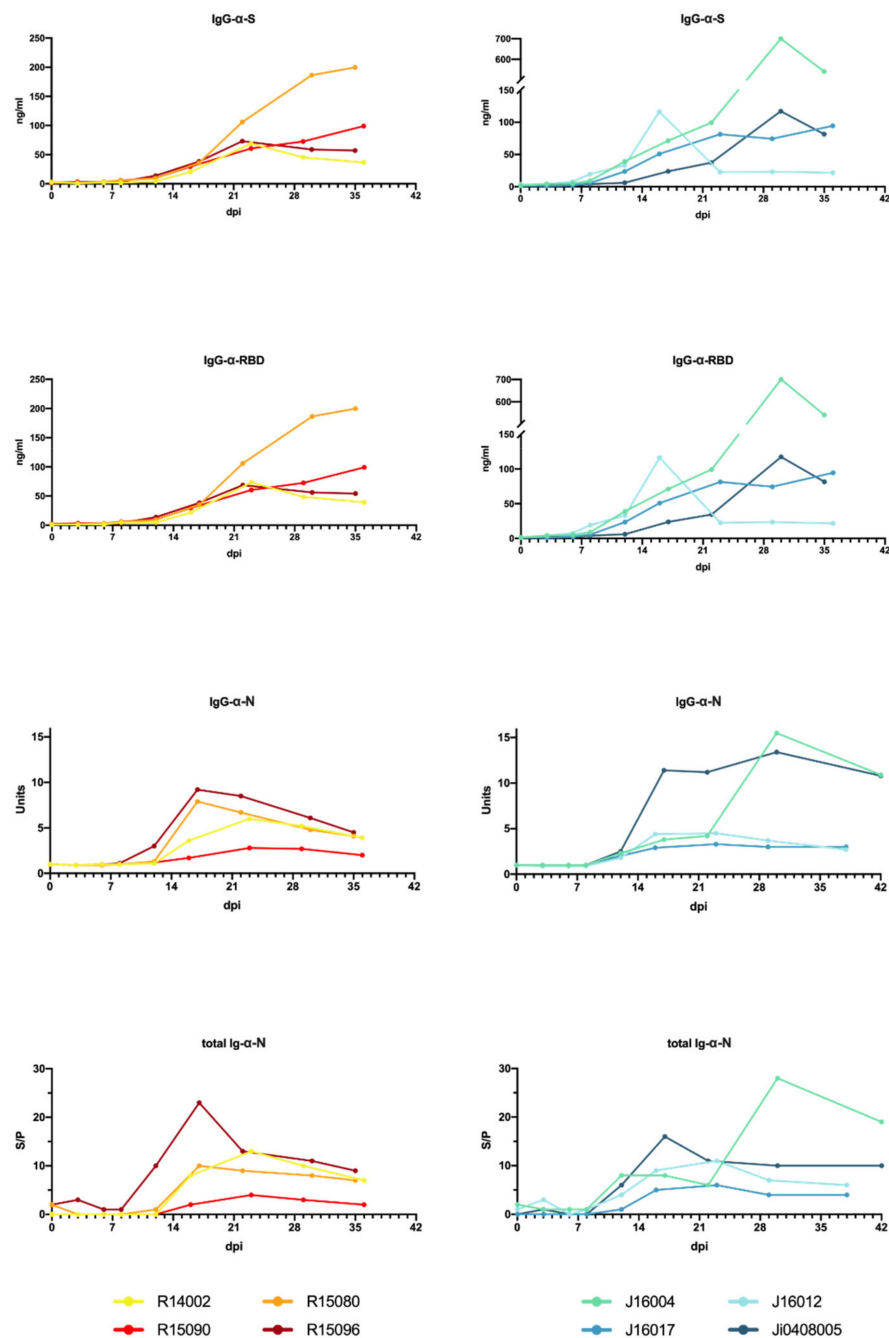 IgG-α-S
IgG-α-S
250
200
150
100
50
0
ng/ml
0 7 14 21 28 35 42
dpi
700
600
150
100
50
0
ng/ml
0 7 14 21 28 35 42
dpi
IgG-α-RBD
IgG-α-RBD
250
200
150
100
50
0
ng/ml
0 7 14 21 28 35 42
dpi
700
600
150
100
50
0
ng/ml
0 7 14 21 28 35 42
dpi
IgG-α-N
IgG-α-N
15
10
5
0
Units
0 7 14 21 28 35 42
dpi
15
10
5
0
Units
0 7 14 21 28 35 42
dpi
total Ig-α-N
total Ig-α-N
30
20
10
0
S/P
0 7 14 21 28 35 42
dpi
30
20
10
0
S/P
0 7 14 21 28 35 42
dpi
R14002 R15080 J16004 J16012
R15090 R15096 J16017 Ji0408005